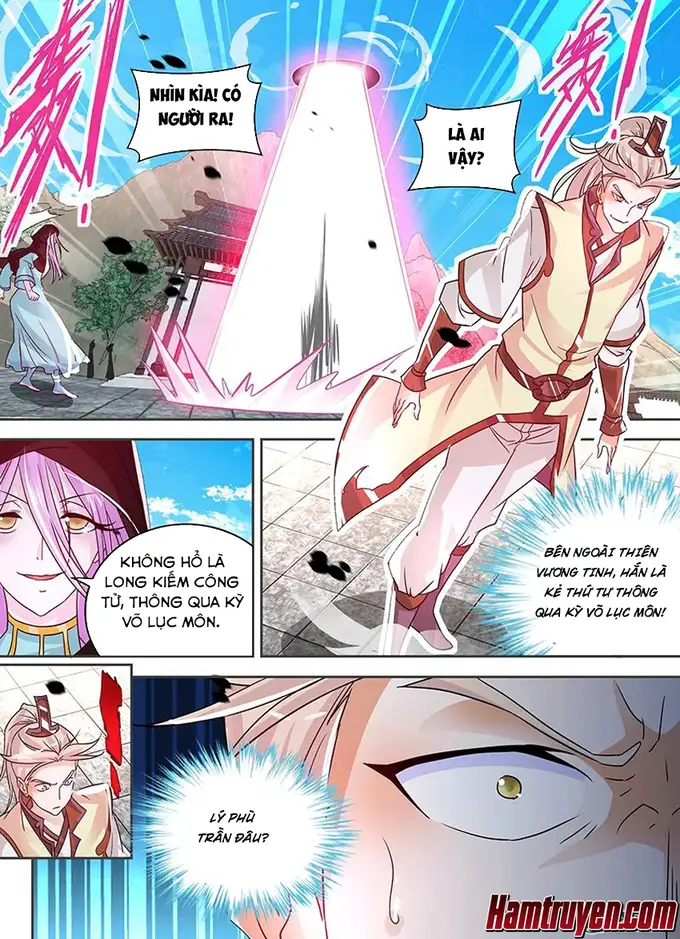 NHÌN KÌA! CÓ
NGƯỜI RA!
LÀ AI
VẬY?
KHÔNG HỔ LÀ
LONG KIẾM CÔNG
TỬ, THÔNG QUA KỲ
VÕ LỤC MÔN.
BÊN NGOÀI THIÊN
VƯƠNG TINH, HẮN LÀ
KẺ THỨ TƯ THÔNG
QUA KỲ VÕ LỤC MÔN!
LÝ PHÙ
TRẦN ĐÂU?
Hamtruyen.com